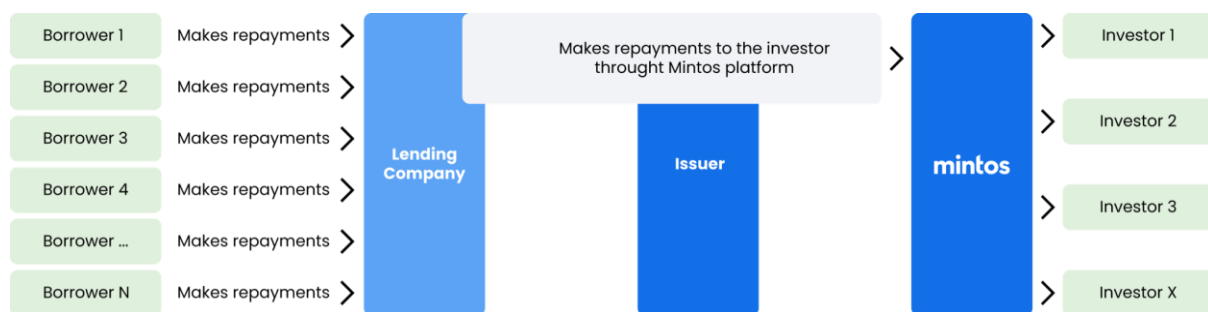 Borrower 1
Makes repayments
Borrower 2
Makes repayments
Borrower 3
Makes repayments
Borrower 4
Makes repayments
Borrower ...
Makes repayments
Borrower N
Makes repayments
Lending
Company
Makes repayments to the investor
throught Mintos platform
Issuer
mintos
Investor 1
Investor 2
Investor 3
Investor X